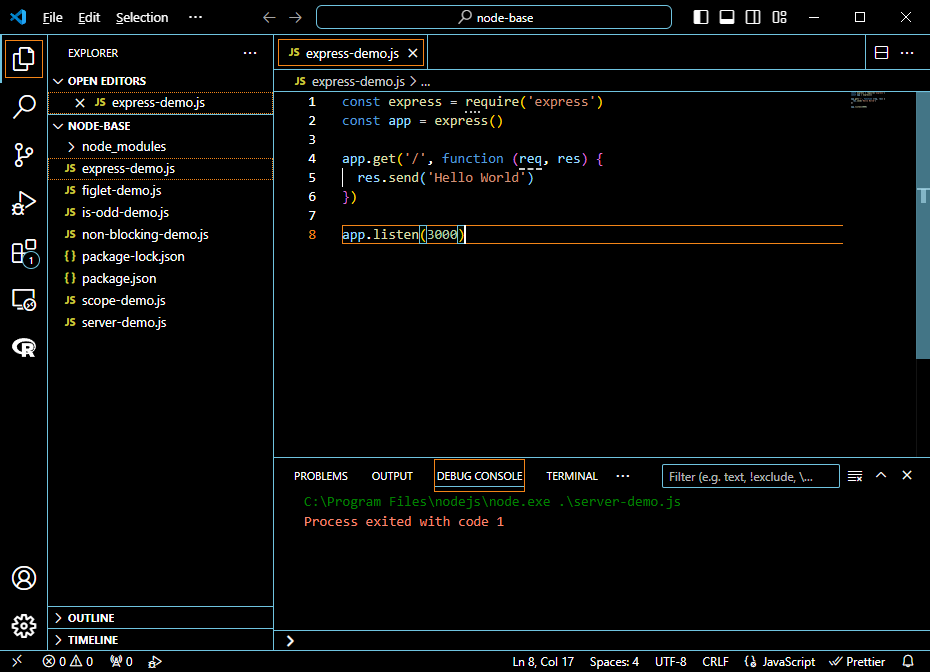 File Edit Selection ··· node-base
EXPLORER ···
OPEN EDITORS
JS express-demo.js
NODE-BASE
node_modules
JS express-demo.js
JS figlet-demo.js
JS is-odd-demo.js
JS non-blocking-demo.js
{} package-lock.json
{} package.json
JS scope-demo.js
JS server-demo.js
OUTLINE
TIMELINE
1
JS express-demo.js
JS express-demo.js > ...
1 const express = require('express')
2 const app = express()
3
4 app.get('/', function (req, res) {
5 res.send('Hello World')
6 })
7
8 app.listen(3000)
PROBLEMS OUTPUT DEBUG CONSOLE TERMINAL ··· Filter (e.g. text, !exclude, \...
C:\Program Files\nodejs\node.exe .\server-demo.js
Process exited with code 1
>
0 0 0 Ln 8, Col 17 Spaces: 4 UTF-8 CRLF {} JavaScript Prettier